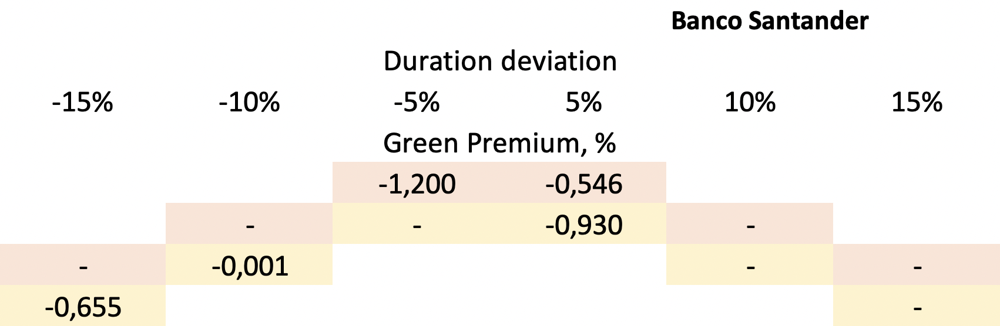 Banco Santander
Duration deviation
-15% -10% -5% 5% 10% 15%
Green Premium, %
-1,200 -0,546
- - -0,930 -
- -0,001 - -
-0,655 -